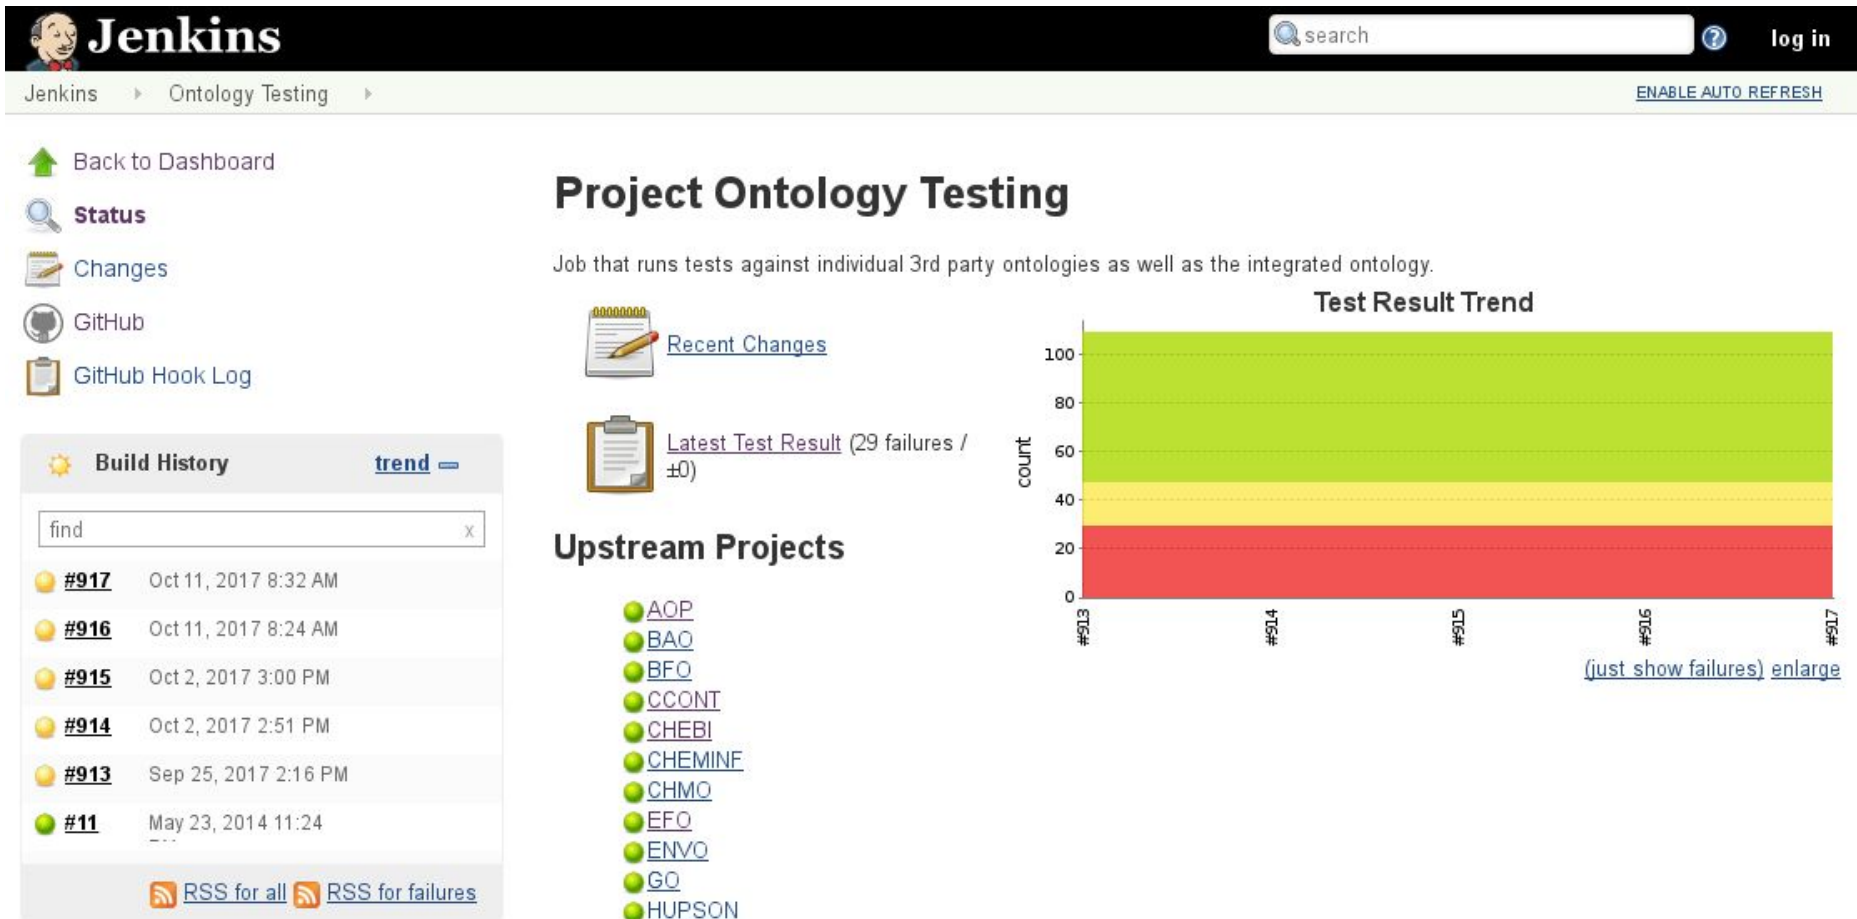 Jenkins
search
log in
Jenkins
Ontology Testing
ENABLE AUTO REFRESH
Back to Dashboard
Status
Changes
GitHub
GitHub Hook Log
Build History
trend
find
x
#917 Oct 11, 2017 8:32 AM
#916 Oct 11, 2017 8:24 AM
#915 Oct 2, 2017 3:00 PM
#914 Oct 2, 2017 2:51 PM
#913 Sep 25, 2017 2:16 PM
#11 May 23, 2014 11:24
RSS for all RSS for failures
Project Ontology Testing
Job that runs tests against individual 3rd party ontologies as well as the integrated ontology.
Recent Changes
Latest Test Result (29 failures /
±0)
Upstream Projects
AOP
BAO
BFO
CCONT
CHEBI
CHEMINF
CHMO
EFO
ENVO
GO
HUPSON
Test Result Trend
count
100
80
60
40
20
0
#913
#914
#915
#916
#917
(just show failures) enlarge